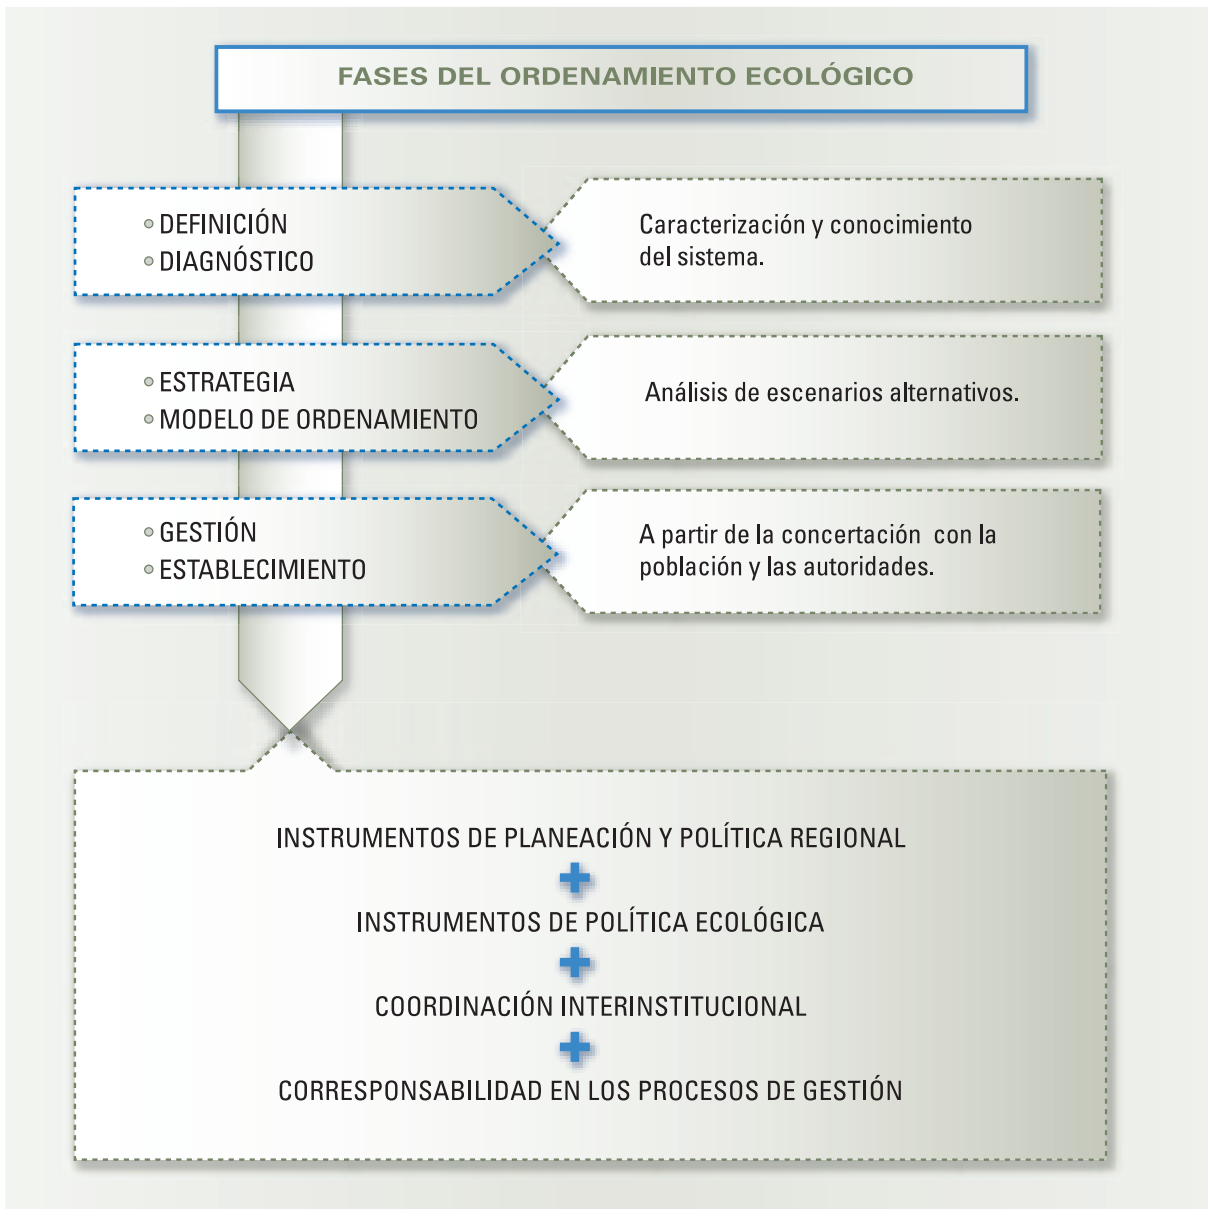 FASES DEL ORDENAMIENTO ECOLÓGICO
DEFINICIÓN
DIAGNÓSTICO
Caracterización y conocimiento
del sistema.
ESTRATEGIA
MODELO DE ORDENAMIENTO
Análisis de escenarios alternativos.
GESTIÓN
ESTABLECIMIENTO
A partir de la concertación con la
población y las autoridades.
INSTRUMENTOS DE PLANEACIÓN Y POLÍTICA REGIONAL
INSTRUMENTOS DE POLÍTICA ECOLÓGICA
COORDINACIÓN INTERINSTITUCIONAL
CORRESPONSABILIDAD EN LOS PROCESOS DE GESTIÓN